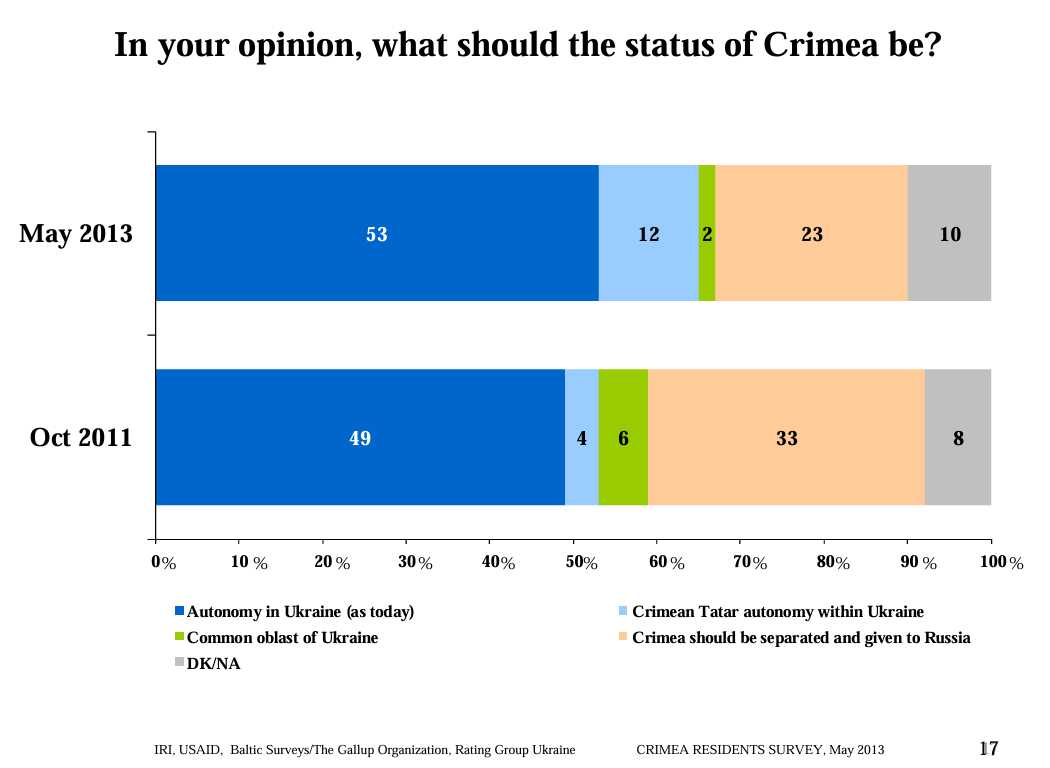 In your opinion, what should the status of Crimea be?
May 2013
53 12 2 23 10
Oct 2011
49 4 6 33 8
0% 10% 20% 30% 40% 50% 60% 70% 80% 90% 100%
Autonomy in Ukraine (as today) Crimean Tatar autonomy within Ukraine
Common oblast of Ukraine Crimea should be separated and given to Russia
DK/NA
IRI, USAID, Baltic Surveys/The Gallup Organization, Rating Group Ukraine CRIMEA RESIDENTS SURVEY, May 2013 17